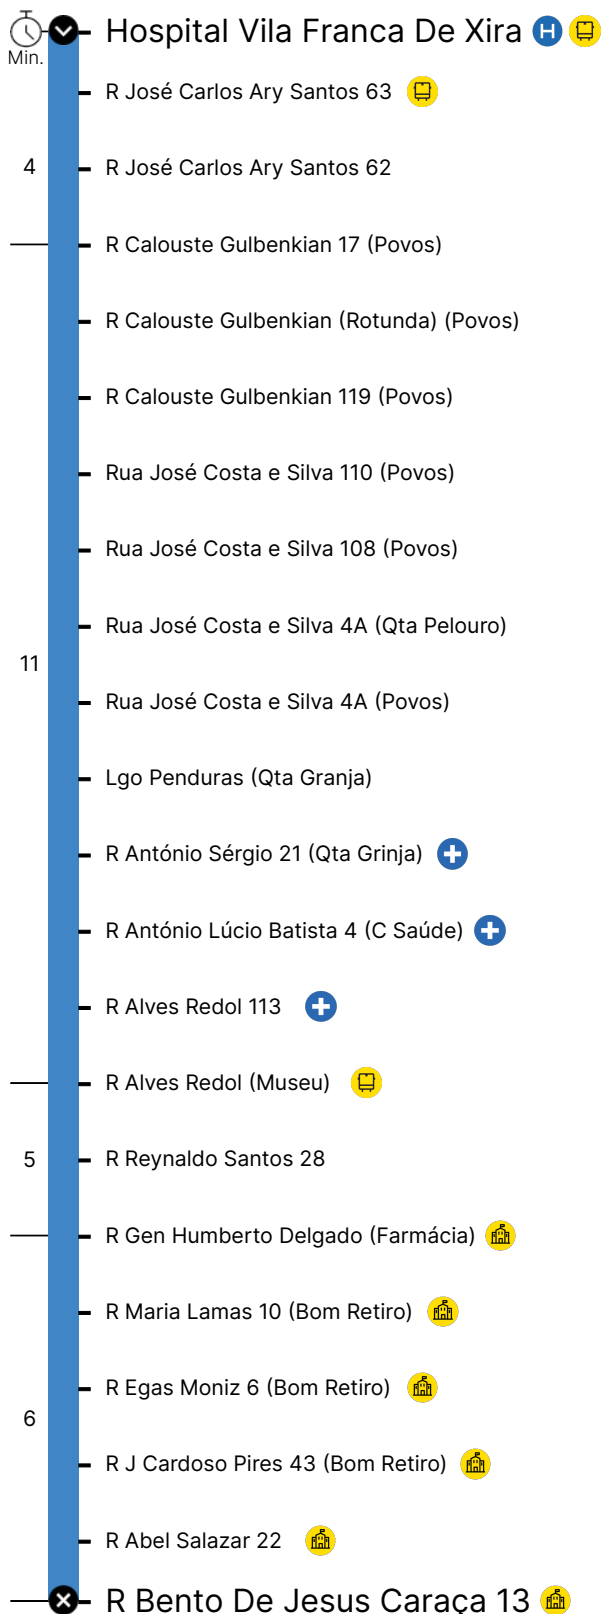 Hospital Vila Franca De Xira H
Min.
R José Carlos Ary Santos 63
4
R José Carlos Ary Santos 62
R Calouste Gulbenkian 17 (Povos)
R Calouste Gulbenkian (Rotunda) (Povos)
R Calouste Gulbenkian 119 (Povos)
Rua José Costa e Silva 110 (Povos)
Rua José Costa e Silva 108 (Povos)
Rua José Costa e Silva 4A (Qta Pelouro)
11
Rua José Costa e Silva 4A (Povos)
Lgo Penduras (Qta Granja)
R António Sérgio 21 (Qta Grinja)
R António Lúcio Batista 4 (C Saúde)
R Alves Redol 113
R Alves Redol (Museu)
5
R Reynaldo Santos 28
R Gen Humberto Delgado (Farmácia)
R Maria Lamas 10 (Bom Retiro)
R Egas Moniz 6 (Bom Retiro)
6
R J Cardoso Pires 43 (Bom Retiro)
R Abel Salazar 22
R Bento De Jesus Caraça 13